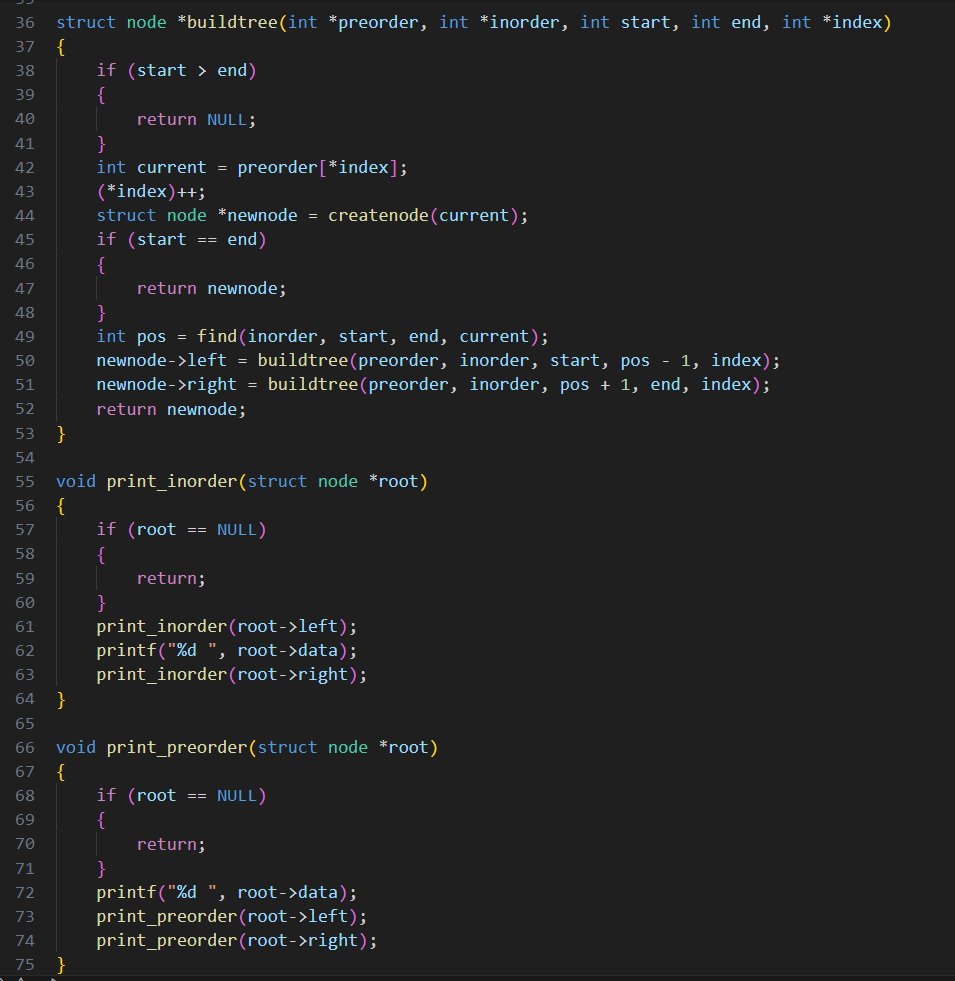 36 struct node *buildtree(int *preorder, int *inorder, int start, int end, int *index)
37 {
38     if (start > end)
39     {
40         return NULL;
41     }
42     int current = preorder[*index];
43     (*index)++;
44     struct node *newnode = createnode(current);
45     if (start == end)
46     {
47         return newnode;
48     }
49     int pos = find(inorder, start, end, current);
50     newnode->left = buildtree(preorder, inorder, start, pos - 1, index);
51     newnode->right = buildtree(preorder, inorder, pos + 1, end, index);
52     return newnode;
53 }
54
55 void print_inorder(struct node *root)
56 {
57     if (root == NULL)
58     {
59         return;
60     }
61     print_inorder(root->left);
62     printf("%d ", root->data);
63     print_inorder(root->right);
64 }
65
66 void print_preorder(struct node *root)
67 {
68     if (root == NULL)
69     {
70         return;
71     }
72     printf("%d ", root->data);
73     print_preorder(root->left);
74     print_preorder(root->right);
75 }